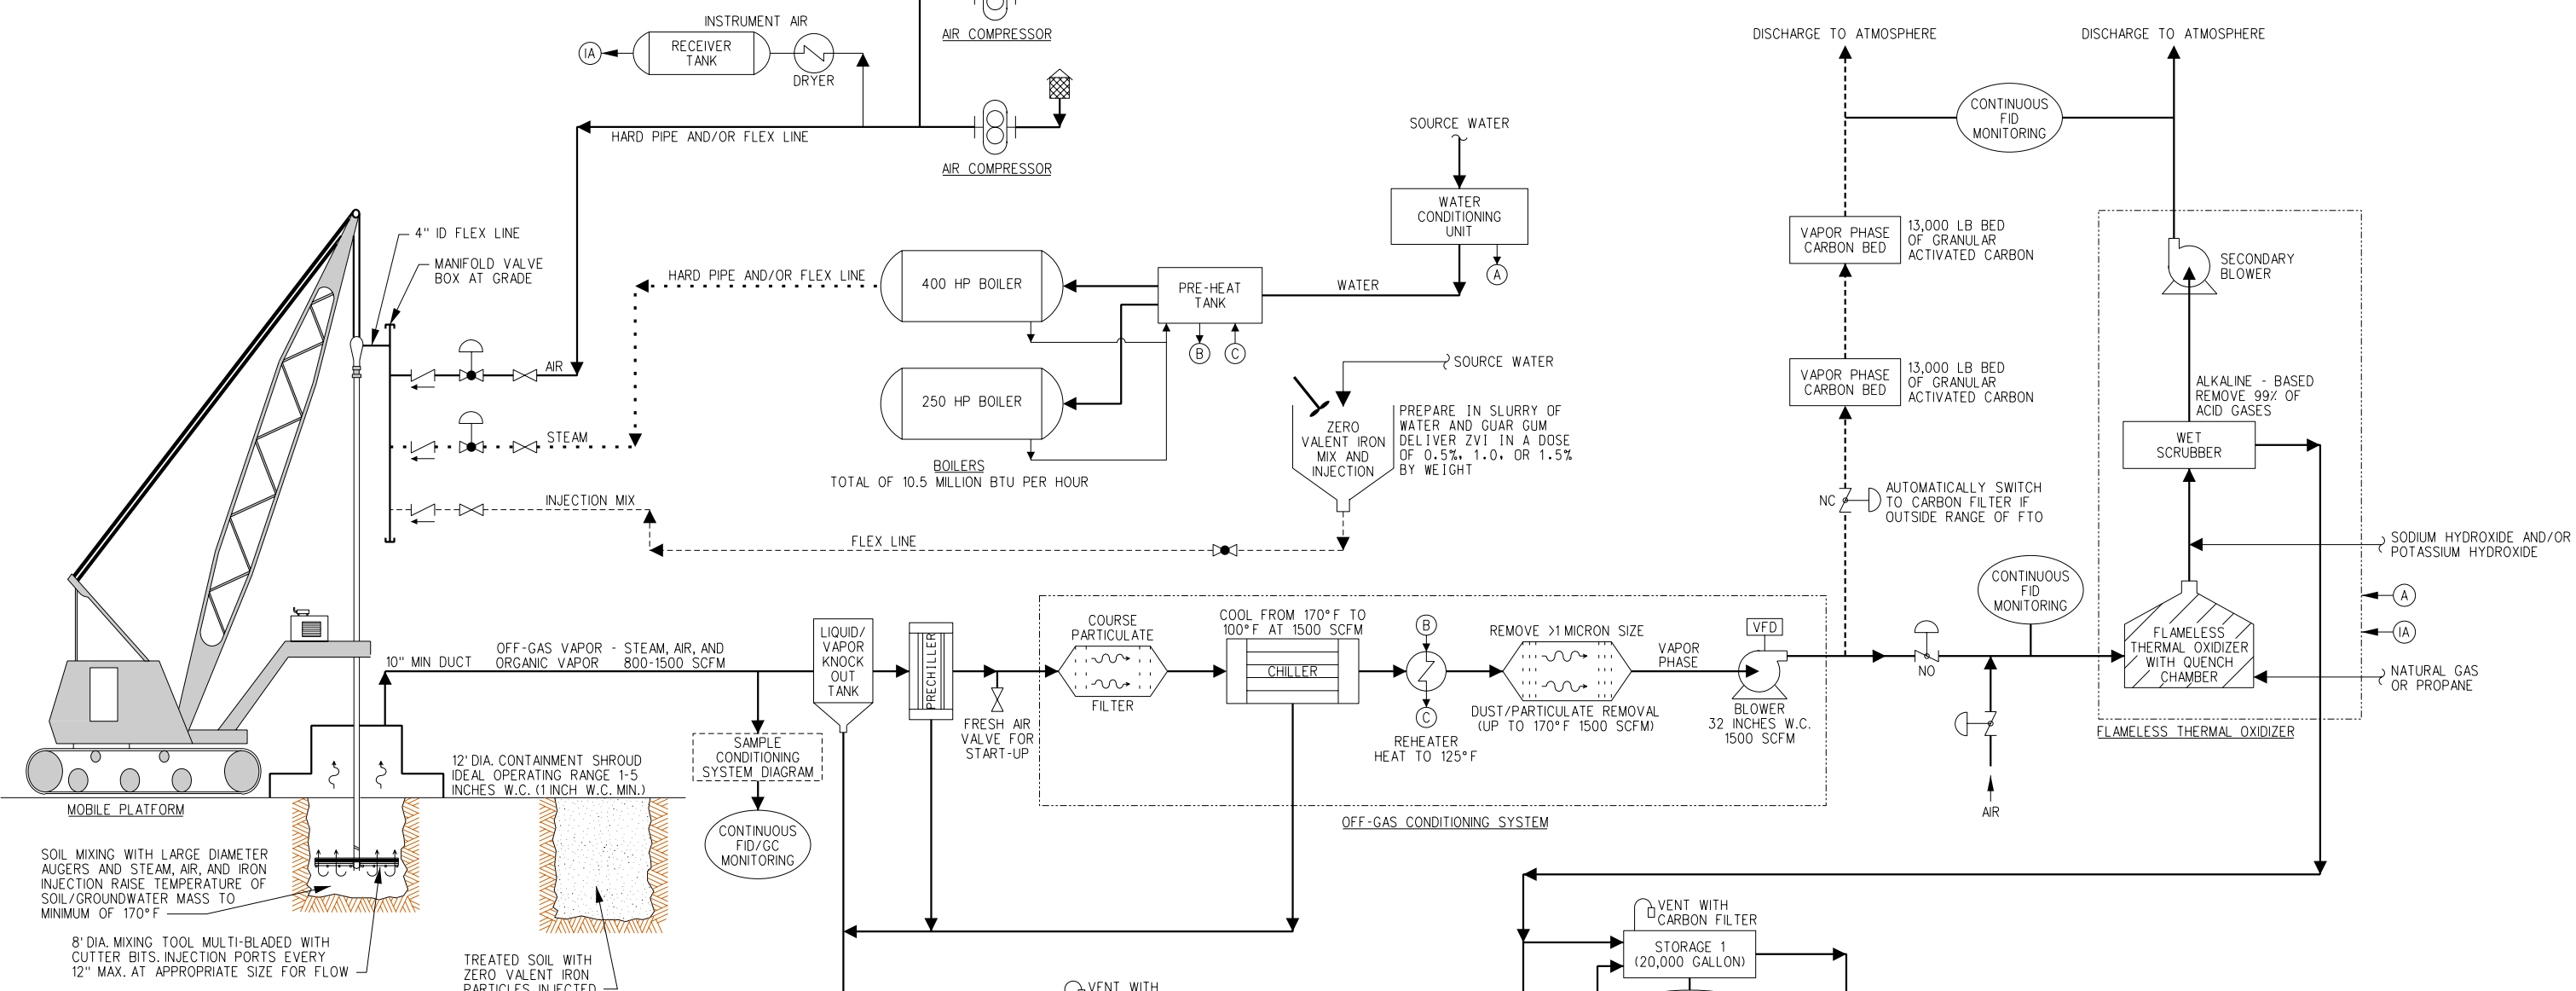 INSTRUMENT AIR
IA
RECEIVER
TANK
DRYER
AIR COMPRESSOR
HARD PIPE AND/OR FLEX LINE
AIR COMPRESSOR
DISCHARGE TO ATMOSPHERE
DISCHARGE TO ATMOSPHERE
CONTINUOUS
FID
MONITORING
SOURCE WATER
WATER
CONDITIONING
UNIT
A
4" ID FLEX LINE
MANIFOLD VALVE
BOX AT GRADE
HARD PIPE AND/OR FLEX LINE
400 HP BOILER
PRE-HEAT
TANK
WATER
B
C
AIR
STEAM
INJECTION MIX
250 HP BOILER
BOILERS
TOTAL OF 10.5 MILLION BTU PER HOUR
SOURCE WATER
ZERO
VALENT IRON
MIX AND
INJECTION
PREPARE IN SLURRY OF
WATER AND GUAR GUM
DELIVER ZVI IN A DOSE
OF 0.5%, 1.0, OR 1.5%
BY WEIGHT
FLEX LINE
VAPOR PHASE
CARBON BED
13,000 LB BED
OF GRANULAR
ACTIVATED CARBON
VAPOR PHASE
CARBON BED
13,000 LB BED
OF GRANULAR
ACTIVATED CARBON
NC
AUTOMATICALLY SWITCH
TO CARBON FILTER IF
OUTSIDE RANGE OF FTO
SECONDARY
BLOWER
ALKALINE - BASED
REMOVE 99% OF
ACID GASES
WET
SCRUBBER
SODIUM HYDROXIDE AND/OR
POTASSIUM HYDROXIDE
A
IA
NATURAL GAS
OR PROPANE
FLAMELESS
THERMAL OXIDIZER
WITH QUENCH
CHAMBER
FLAMELESS THERMAL OXIDIZER
CONTINUOUS
FID
MONITORING
NO
AIR
10" MIN DUCT
OFF-GAS VAPOR - STEAM, AIR, AND
ORGANIC VAPOR 800-1500 SCFM
LIQUID/
VAPOR
KNOCK
OUT
TANK
PRECHILLER
FRESH AIR
VALVE FOR
START-UP
COURSE
PARTICULATE
FILTER
COOL FROM 170°F TO
100°F AT 1500 SCFM
CHILLER
B
C
REHEATER
HEAT TO 125°F
REMOVE >1 MICRON SIZE
DUST/PARTICULATE REMOVAL
(UP TO 170°F 1500 SCFM)
VAPOR
PHASE
VFD
BLOWER
32 INCHES W.C.
1500 SCFM
OFF-GAS CONDITIONING SYSTEM
SAMPLE
CONDITIONING
SYSTEM DIAGRAM
CONTINUOUS
FID/GC
MONITORING
12' DIA. CONTAINMENT SHROUD
IDEAL OPERATING RANGE 1-5
INCHES W.C. (1 INCH W.C. MIN.)
MOBILE PLATFORM
SOIL MIXING WITH LARGE DIAMETER
AUGERS AND STEAM, AIR, AND IRON
INJECTION RAISE TEMPERATURE OF
SOIL/GROUNDWATER MASS TO
MINIMUM OF 170°F
8' DIA. MIXING TOOL MULTI-BLADED WITH
CUTTER BITS. INJECTION PORTS EVERY
12" MAX. AT APPROPRIATE SIZE FOR FLOW
TREATED SOIL WITH
ZERO VALENT IRON
PARTICLES INJECTED
VENT WITH
VENT WITH
CARBON FILTER
STORAGE 1
(20,000 GALLON)